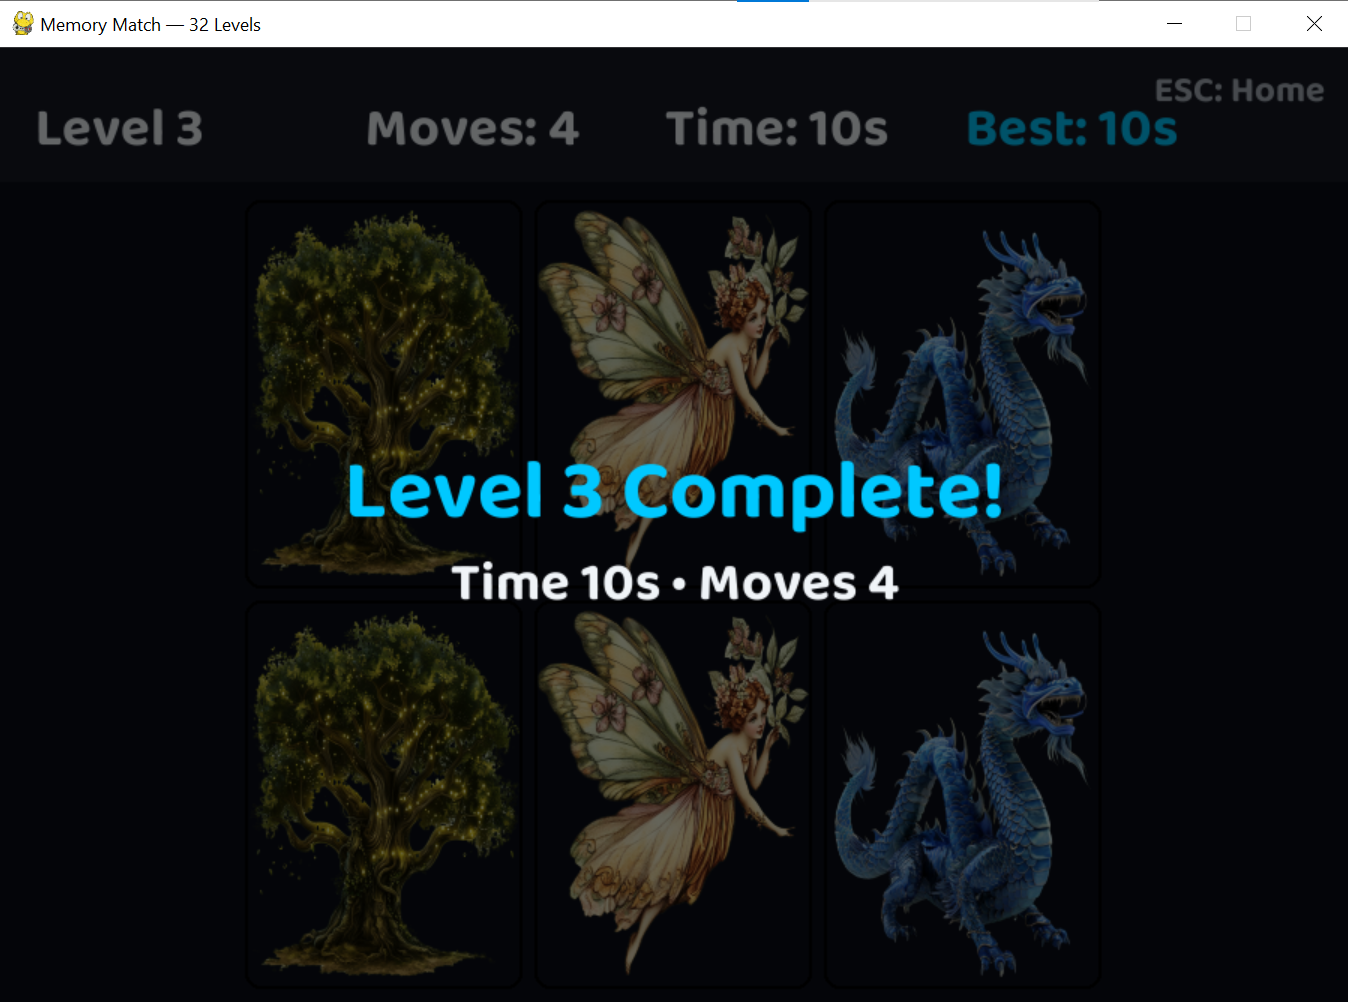 Memory Match — 32 Levels
ESC: Home
Level 3 Moves: 4 Time: 10s Best: 10s
Level 3 Complete!
Time 10s • Moves 4